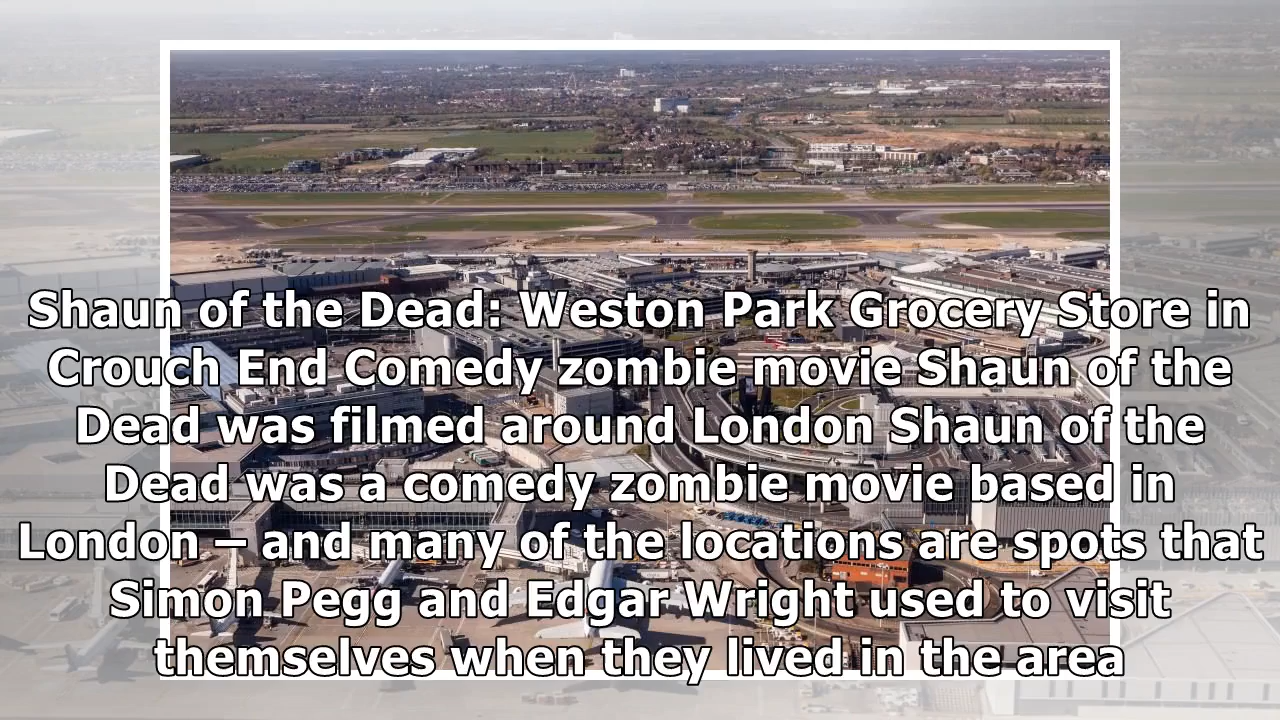 Shaun of the Dead: Weston Park Grocery Store in
Crouch End Comedy zombie movie Shaun of the
Dead was filmed around London Shaun of the
Dead was a comedy zombie movie based in
London – and many of the locations are spots that
Simon Pegg and Edgar Wright used to visit
themselves when they lived in the area